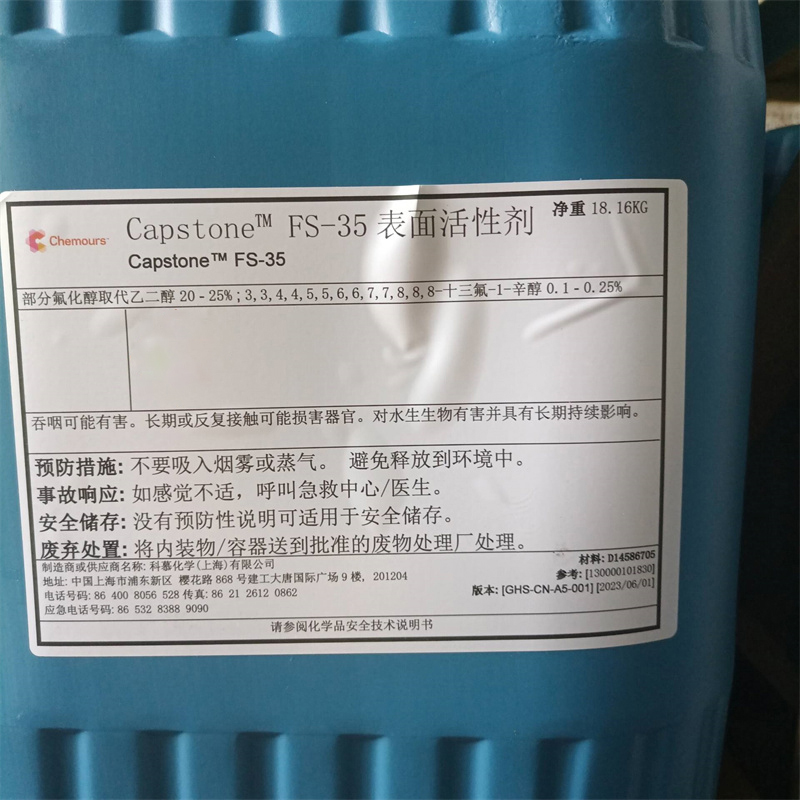 Chemours™
Capstone™ FS-35 表面活性剂 净重 18.16KG
Capstone™ FS-35
部分氟化醇取代乙二醇 20 - 25% ; 3,3,4,4,5,5,6,6,7,7,8,8,8-十三氟-1-辛醇 0.1 - 0.25%
吞咽可能有害。长期或反复接触可能损害器官。对水生生物有害并具有长期持续影响。
预防措施: 不要吸入烟雾或蒸气。 避免释放到环境中。
事故响应: 如感觉不适，呼叫急救中心/医生。
安全储存: 没有预防性说明可适用于安全储存。
废弃处置: 将内装物/容器送到批准的废物处理厂处理。
制造商或供应商名称: 科慕化学(上海)有限公司
地址: 中国上海市浦东新区 樱花路 868 号建工大唐国际广场 9 楼, 201204
电话号码: 86 400 8056 528 传真: 86 21 2612 0862
应急电话号码: 86 532 8388 9090
材料: D14586705
参考: [130000101830]
版本: [GHS-CN-A5-001] [2023/06/01]
请参阅化学品安全技术说明书